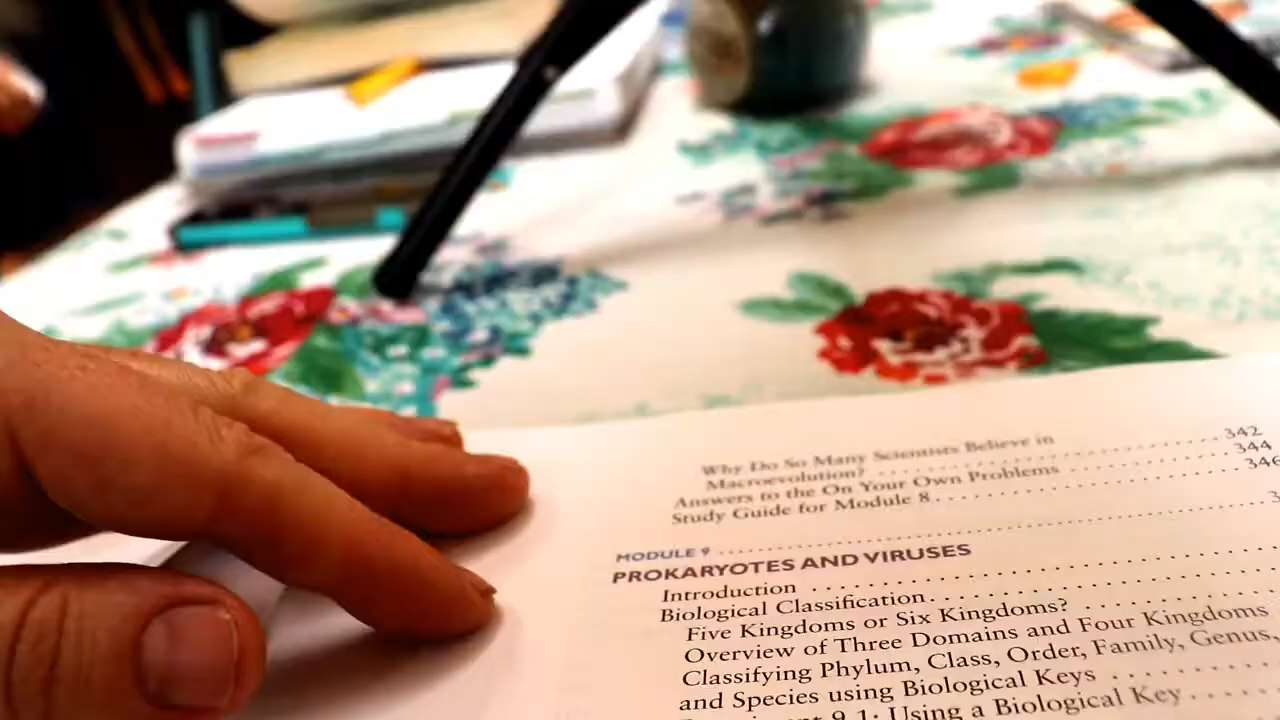 Why Do So Many Scientists Believe in
Macroevolution? . . . . . . . . . . . . . . . . . . . . . . . . . . . . 342
Answers to the On Your Own Problems . . . . . . . . . . . . . . 344
Study Guide for Module 8 . . . . . . . . . . . . . . . . . . . . . . . . 346
MODULE 9 . . . . . . . . . . . . . . . . . . . . . . . . . . . . . . . . . . . 3
PROKARYOTES AND VIRUSES
Introduction . . . . . . . . . . . . . . . . . . . . . . . . . . .
Biological Classification . . . . . . . . . . . . . . . . . . . . . . .
Five Kingdoms or Six Kingdoms? . . . . . . . . . . . . . .
Overview of Three Domains and Four Kingdoms
Classifying Phylum, Class, Order, Family, Genus,
and Species using Biological Keys . . . . . . . . . . . .
9.1: Using a Biological Key . . . . . . .